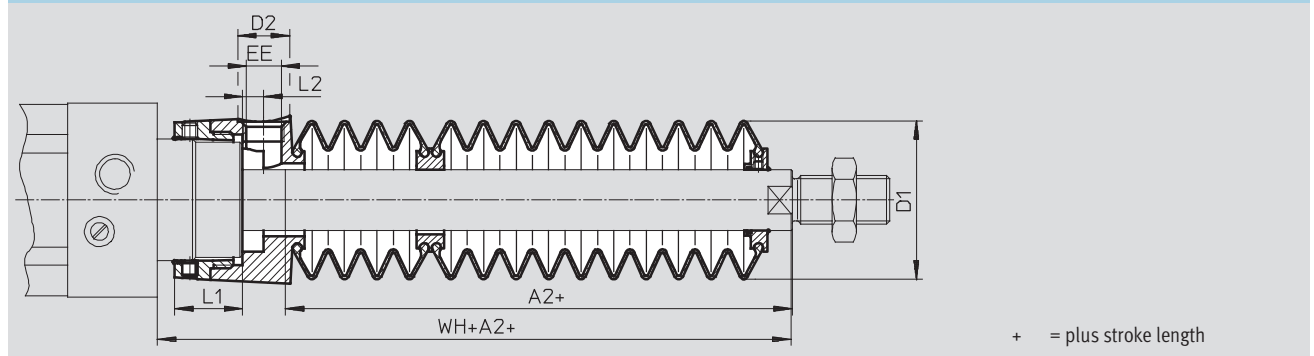 D2
EE
L2
D1
L1
A2+
WH+A2+
+ = plus stroke length